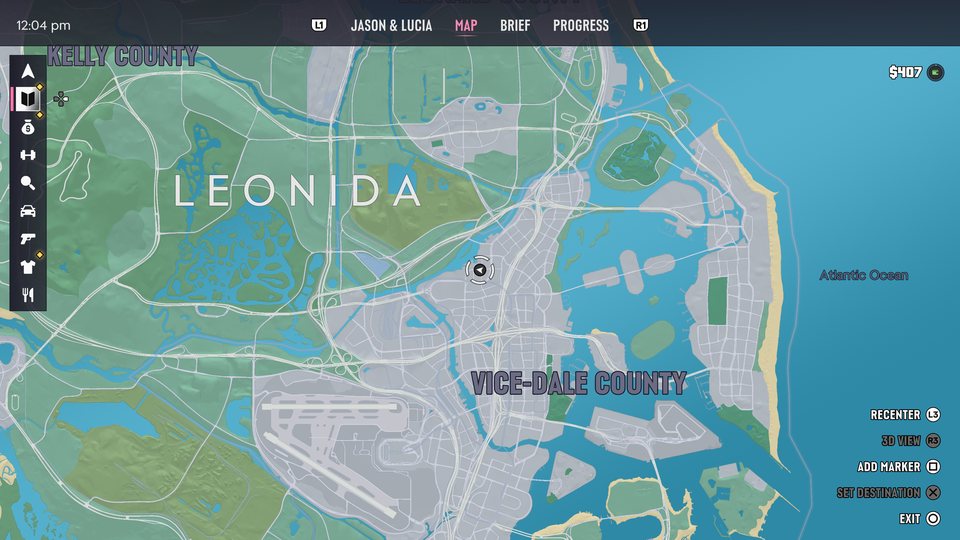 12:04 pm
L1 JASON & LUCIA MAP BRIEF PROGRESS R1
KELLY COUNTY
$407
LEONIDA
Atlantic Ocean
VICE-DALE COUNTY
RECENTER L3
3D VIEW R3
ADD MARKER
SET DESTINATION
EXIT